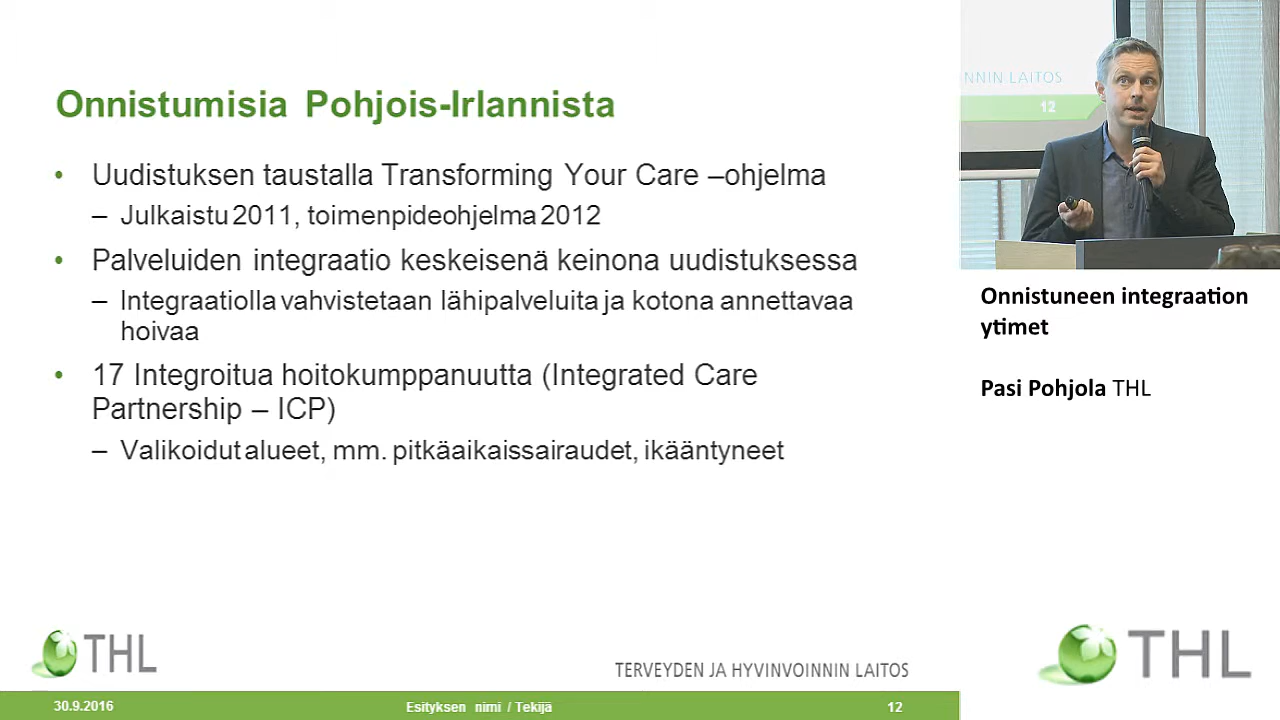 Onnistumisia Pohjois-Irlannista
• Uudistuksen taustalla Transforming Your Care –ohjelma
– Julkaistu 2011, toimenpideohjelma 2012
• Palveluiden integraatio keskeisenä keinona uudistuksessa
– Integraatiolla vahvistetaan lähipalveluita ja kotona annettavaa
hoivaa
• 17 Integroitua hoitokumppanuutta (Integrated Care
Partnership – ICP)
– Valikoidut alueet, mm. pitkäaikaissairaudet, ikääntyneet
THL
TERVEYDEN JA HYVINVOINNIN LAITOS
30.9.2016
Esityksen nimi / Tekijä
12
NNIN LAITOS
12
Onnistuneen integraation
ytimet
Pasi Pohjola THL
THL